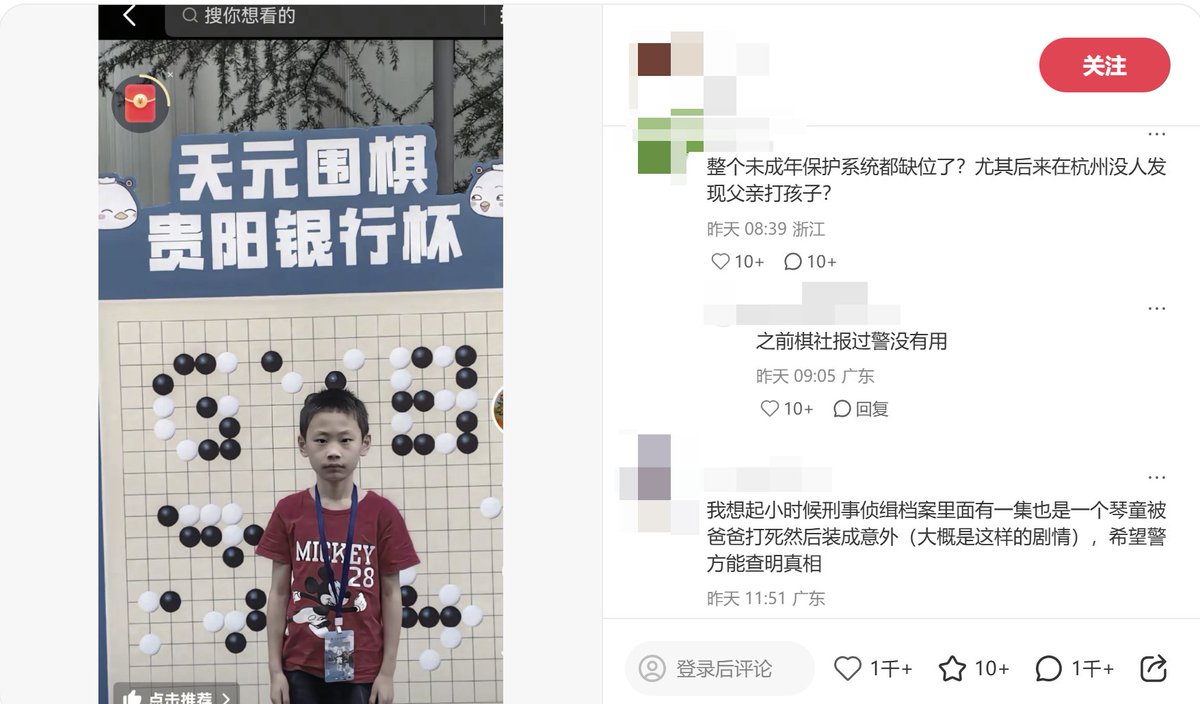 搜你想看的
天元围棋
贵阳银行杯
MICKEY
28
点击推荐 >
关注
整个未成年保护系统都缺位了？尤其后来在杭州没人发
现父亲打孩子？
昨天 08:39 浙江
10+ 10+
之前棋社报过警没有用
昨天 09:05 广东
10+ 回复
我想起小时候刑事侦缉档案里面有一集也是一个琴童被
爸爸打死然后装成意外（大概是这样的剧情），希望警
方能查明真相
昨天 11:51 广东
登录后评论 1千+ 10+ 1千+